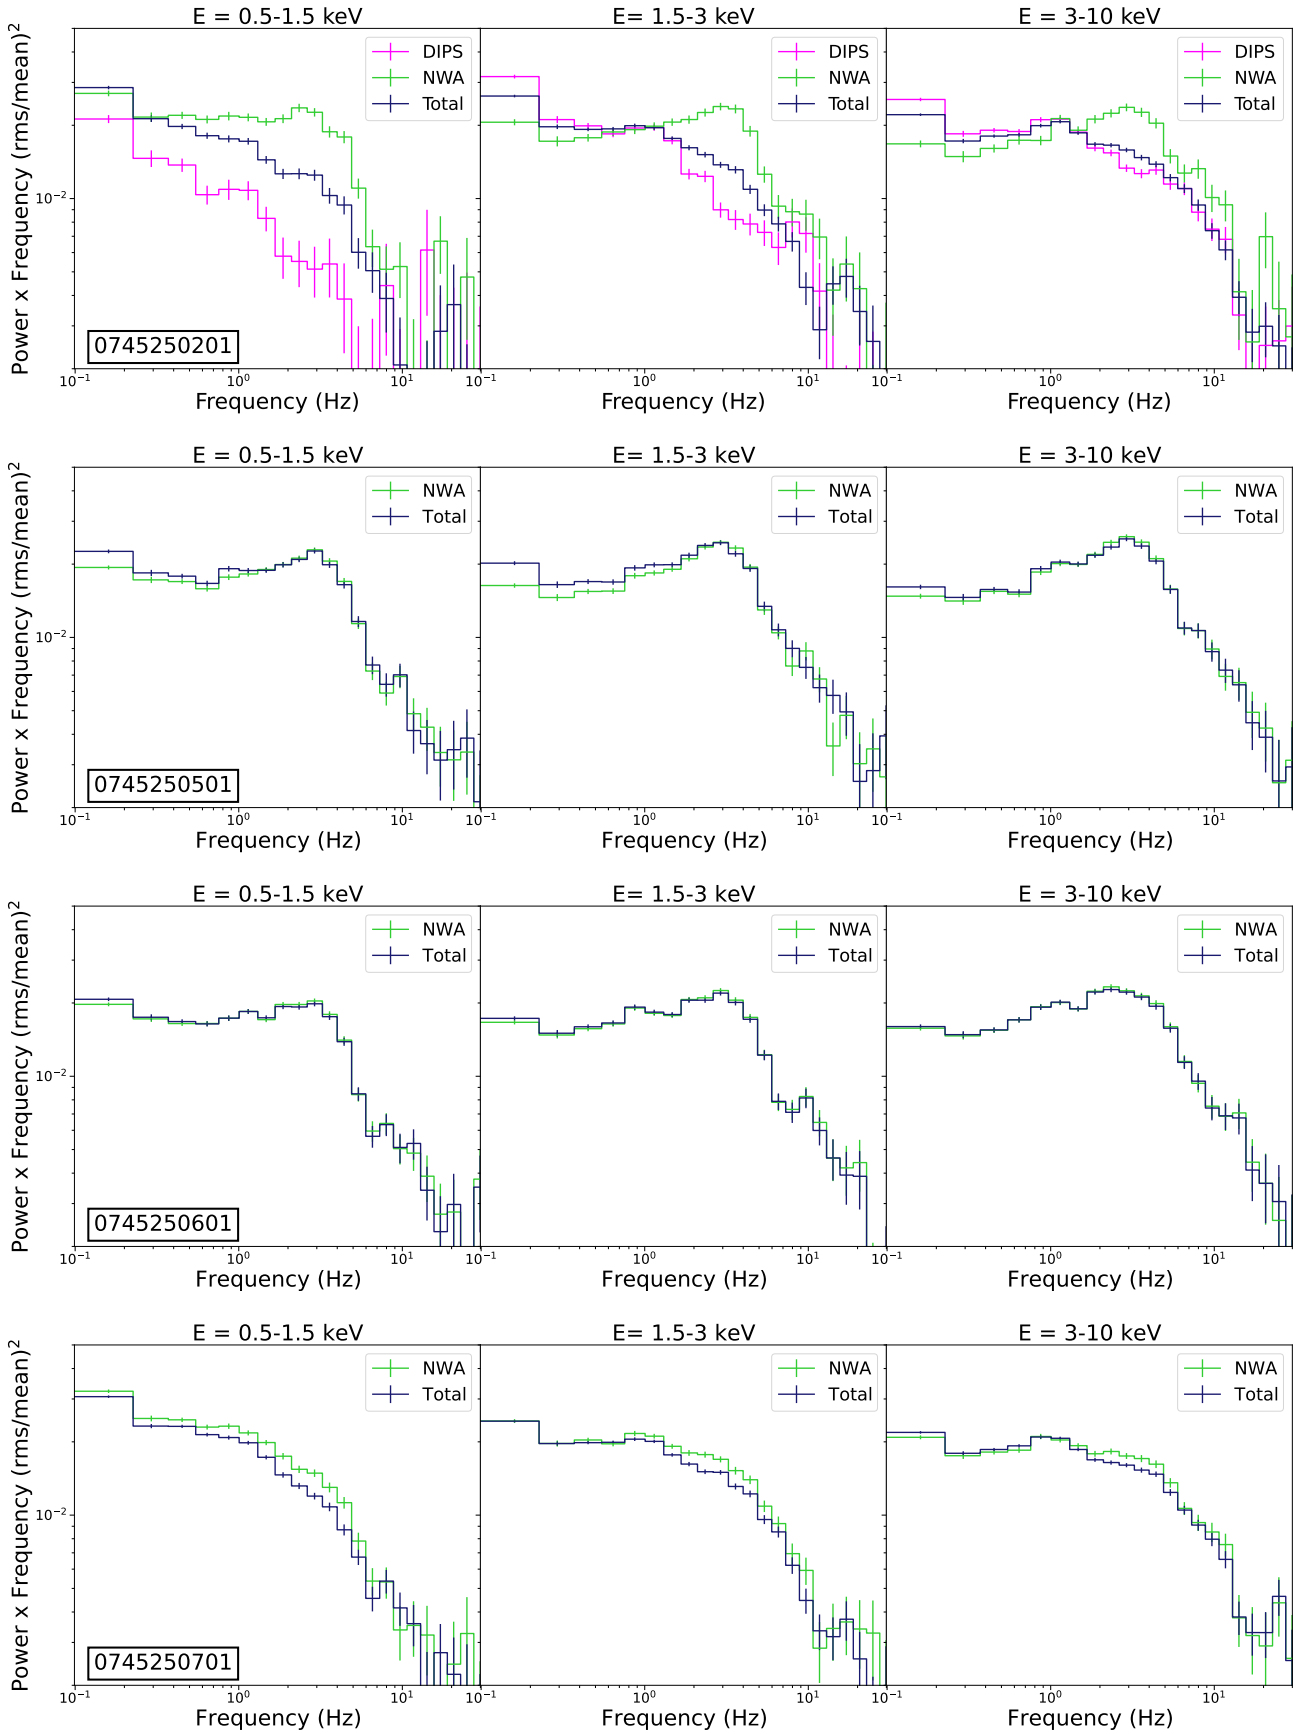 E = 0.5-1.5 keV
E= 1.5-3 keV
E = 3-10 keV
Power x Frequency (rms/mean)²
DIPS
NWA
Total
DIPS
NWA
Total
DIPS
NWA
Total
10⁻²
0745250201
10⁻¹ 10⁰ 10¹
10⁻¹ 10⁰ 10¹
10⁻¹ 10⁰ 10¹
Frequency (Hz)
Frequency (Hz)
Frequency (Hz)
E = 0.5-1.5 keV
E= 1.5-3 keV
E = 3-10 keV
Power x Frequency (rms/mean)²
NWA
Total
NWA
Total
NWA
Total
10⁻²
0745250501
10⁻¹ 10⁰ 10¹
10⁻¹ 10⁰ 10¹
10⁻¹ 10⁰ 10¹
Frequency (Hz)
Frequency (Hz)
Frequency (Hz)
E = 0.5-1.5 keV
E= 1.5-3 keV
E = 3-10 keV
Power x Frequency (rms/mean)²
NWA
Total
NWA
Total
NWA
Total
10⁻²
0745250601
10⁻¹ 10⁰ 10¹
10⁻¹ 10⁰ 10¹
10⁻¹ 10⁰ 10¹
Frequency (Hz)
Frequency (Hz)
Frequency (Hz)
E = 0.5-1.5 keV
E= 1.5-3 keV
E = 3-10 keV
Power x Frequency (rms/mean)²
NWA
Total
NWA
Total
NWA
Total
10⁻²
0745250701
10⁻¹ 10⁰ 10¹
10⁻¹ 10⁰ 10¹
10⁻¹ 10⁰ 10¹
Frequency (Hz)
Frequency (Hz)
Frequency (Hz)